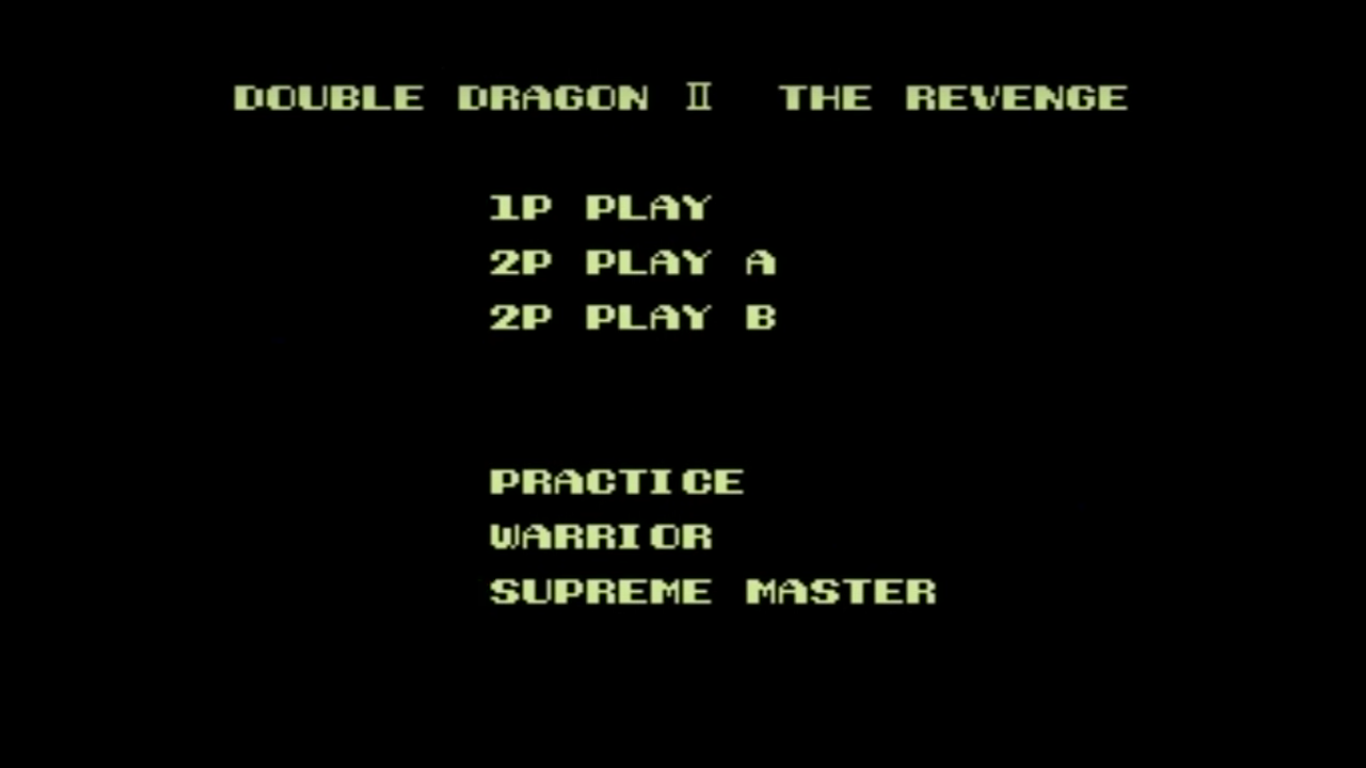 DOUBLE DRAGON Ⅱ THE REVENGE
1P PLAY
2P PLAY A
2P PLAY B
PRACTICE
WARRIOR
SUPREME MASTER